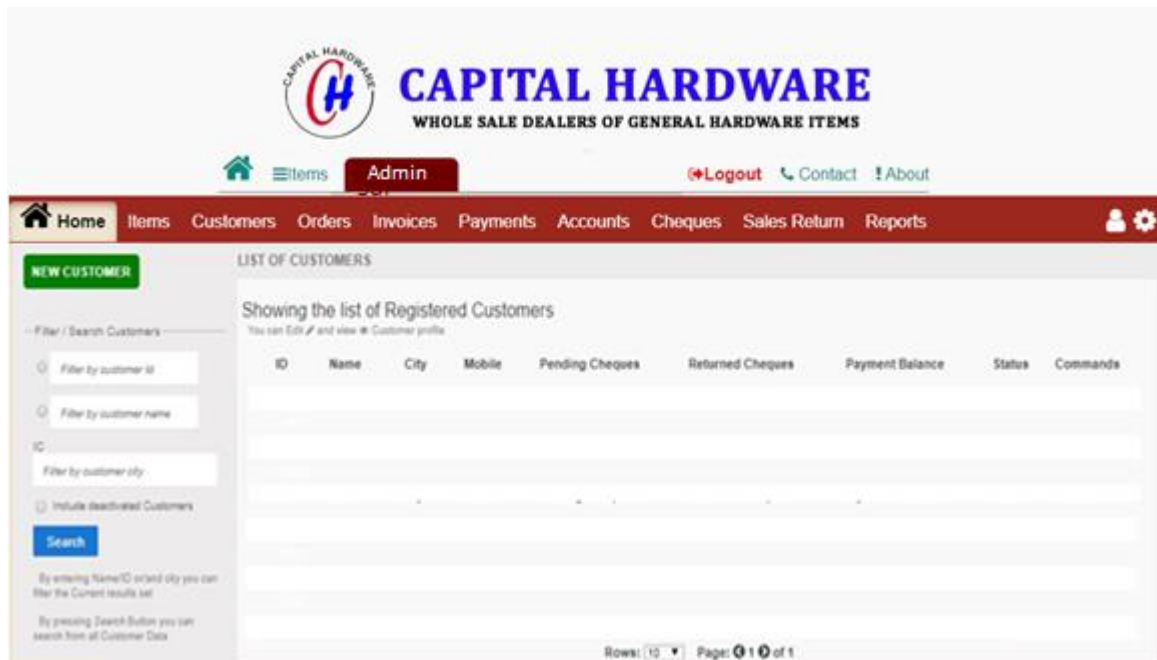 CAPITAL HARDWARE
CH
CAPITAL HARDWARE
WHOLE SALE DEALERS OF GENERAL HARDWARE ITEMS
Items Admin Logout Contact About
Home Items Customers Orders Invoices Payments Accounts Cheques Sales Return Reports
NEW CUSTOMER
LIST OF CUSTOMERS
Showing the list of Registered Customers
You can Edit and view Customer profile
Filter / Search Customers
ID Name City Mobile Pending Cheques Returned Cheques Payment Balance Status Commands
Filter by customer id
Filter by customer name
Filter by customer city
Include deactivated Customers
Search
By entering Name/ID or/and city you can
filter the Current results set
By pressing Search Button you can
search from all Customer Data
Rows: 10 Page: 1 of 1